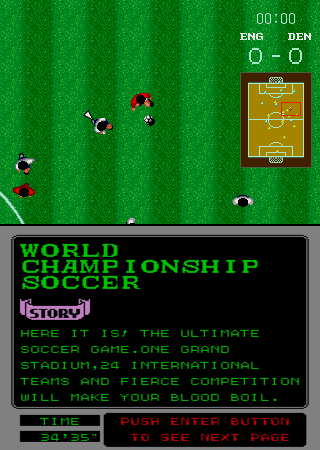 00:00
ENG DEN
0 - 0
WORLD
CHAMPIONSHIP
SOCCER
STORY
HERE IT IS! THE ULTIMATE
SOCCER GAME.ONE GRAND
STADIUM,24 INTERNATIONAL
TEAMS AND FIERCE COMPETITION
WILL MAKE YOUR BLOOD BOIL.
TIME
34'35"
PUSH ENTER BUTTON
TO SEE NEXT PAGE